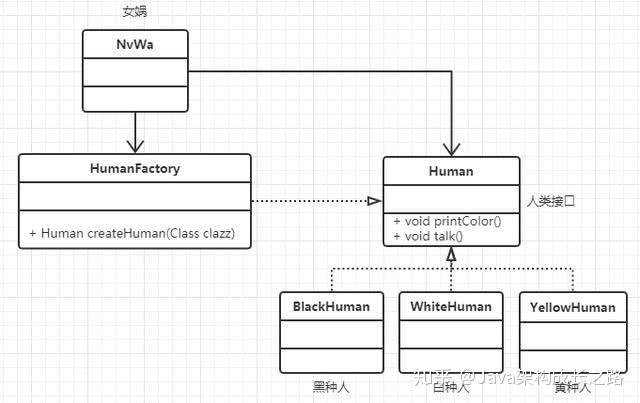 女娲
NvWa
HumanFactory
+ Human createHuman(Class clazz)
Human
+ void printColor()
+ void talk()
人类接口
BlackHuman
WhiteHuman
YellowHuman
知乎 @Java架构成长之路
黑种人
白种人
黄种人